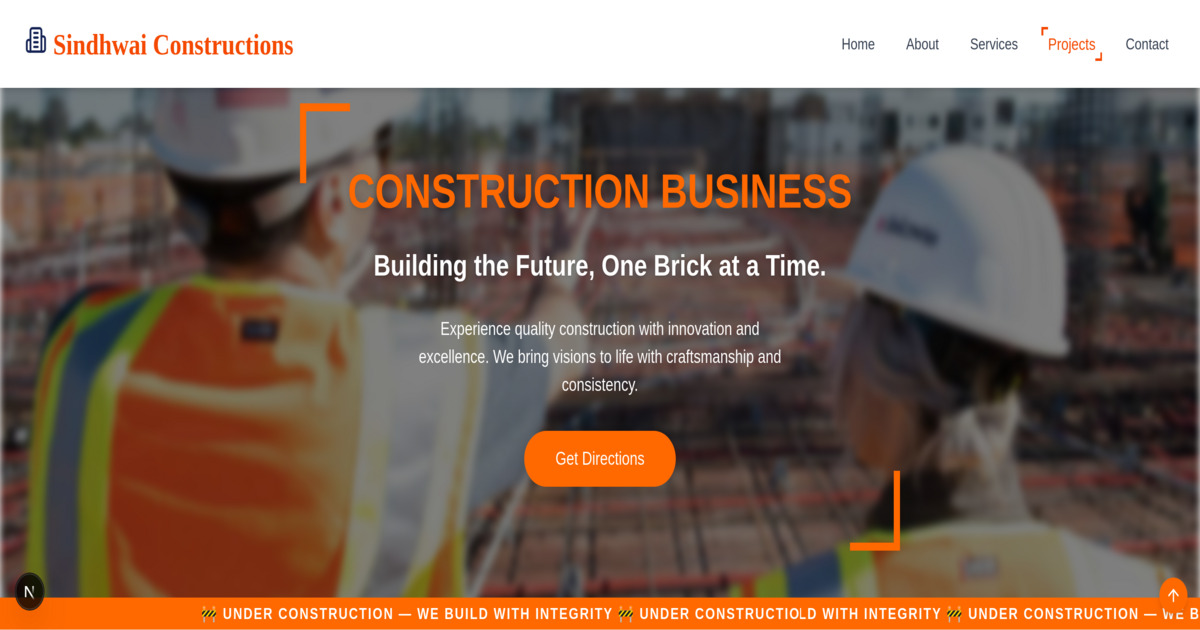 Sindhwai Constructions
Home About Services Projects Contact
CONSTRUCTION BUSINESS
Building the Future, One Brick at a Time.
Experience quality construction with innovation and
excellence. We bring visions to life with craftsmanship and
consistency.
Get Directions
N
🚧 UNDER CONSTRUCTION — WE BUILD WITH INTEGRITY 🚧 UNDER CONSTRUCTIOLD WITH INTEGRITY 🚧 UNDER CONSTRUCTION — WE B